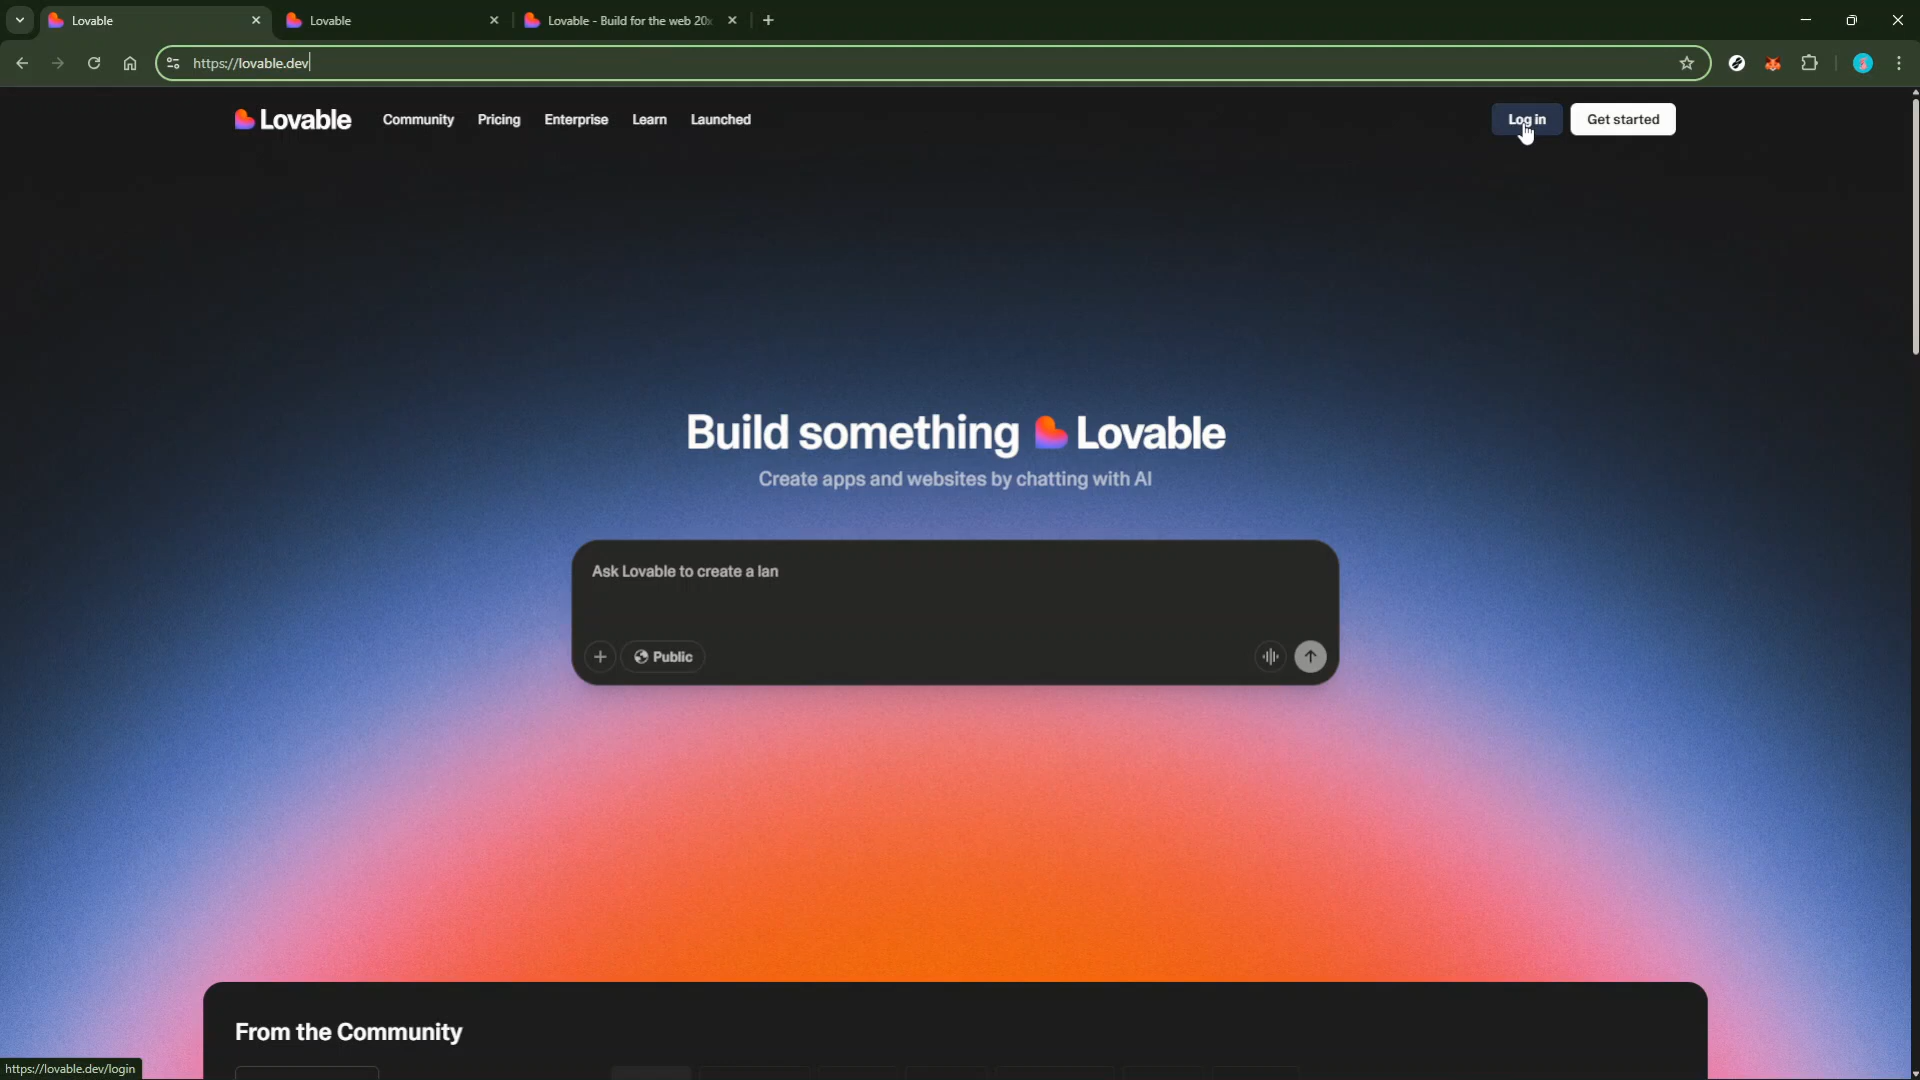 Lovable
Lovable
Lovable - Build for the web 20x
https://lovable.dev
Lovable
Community
Pricing
Enterprise
Learn
Launched
Log in
Get started
Build something Lovable
Create apps and websites by chatting with AI
Ask Lovable to create a lan
Public
From the Community
https://lovable.dev/login